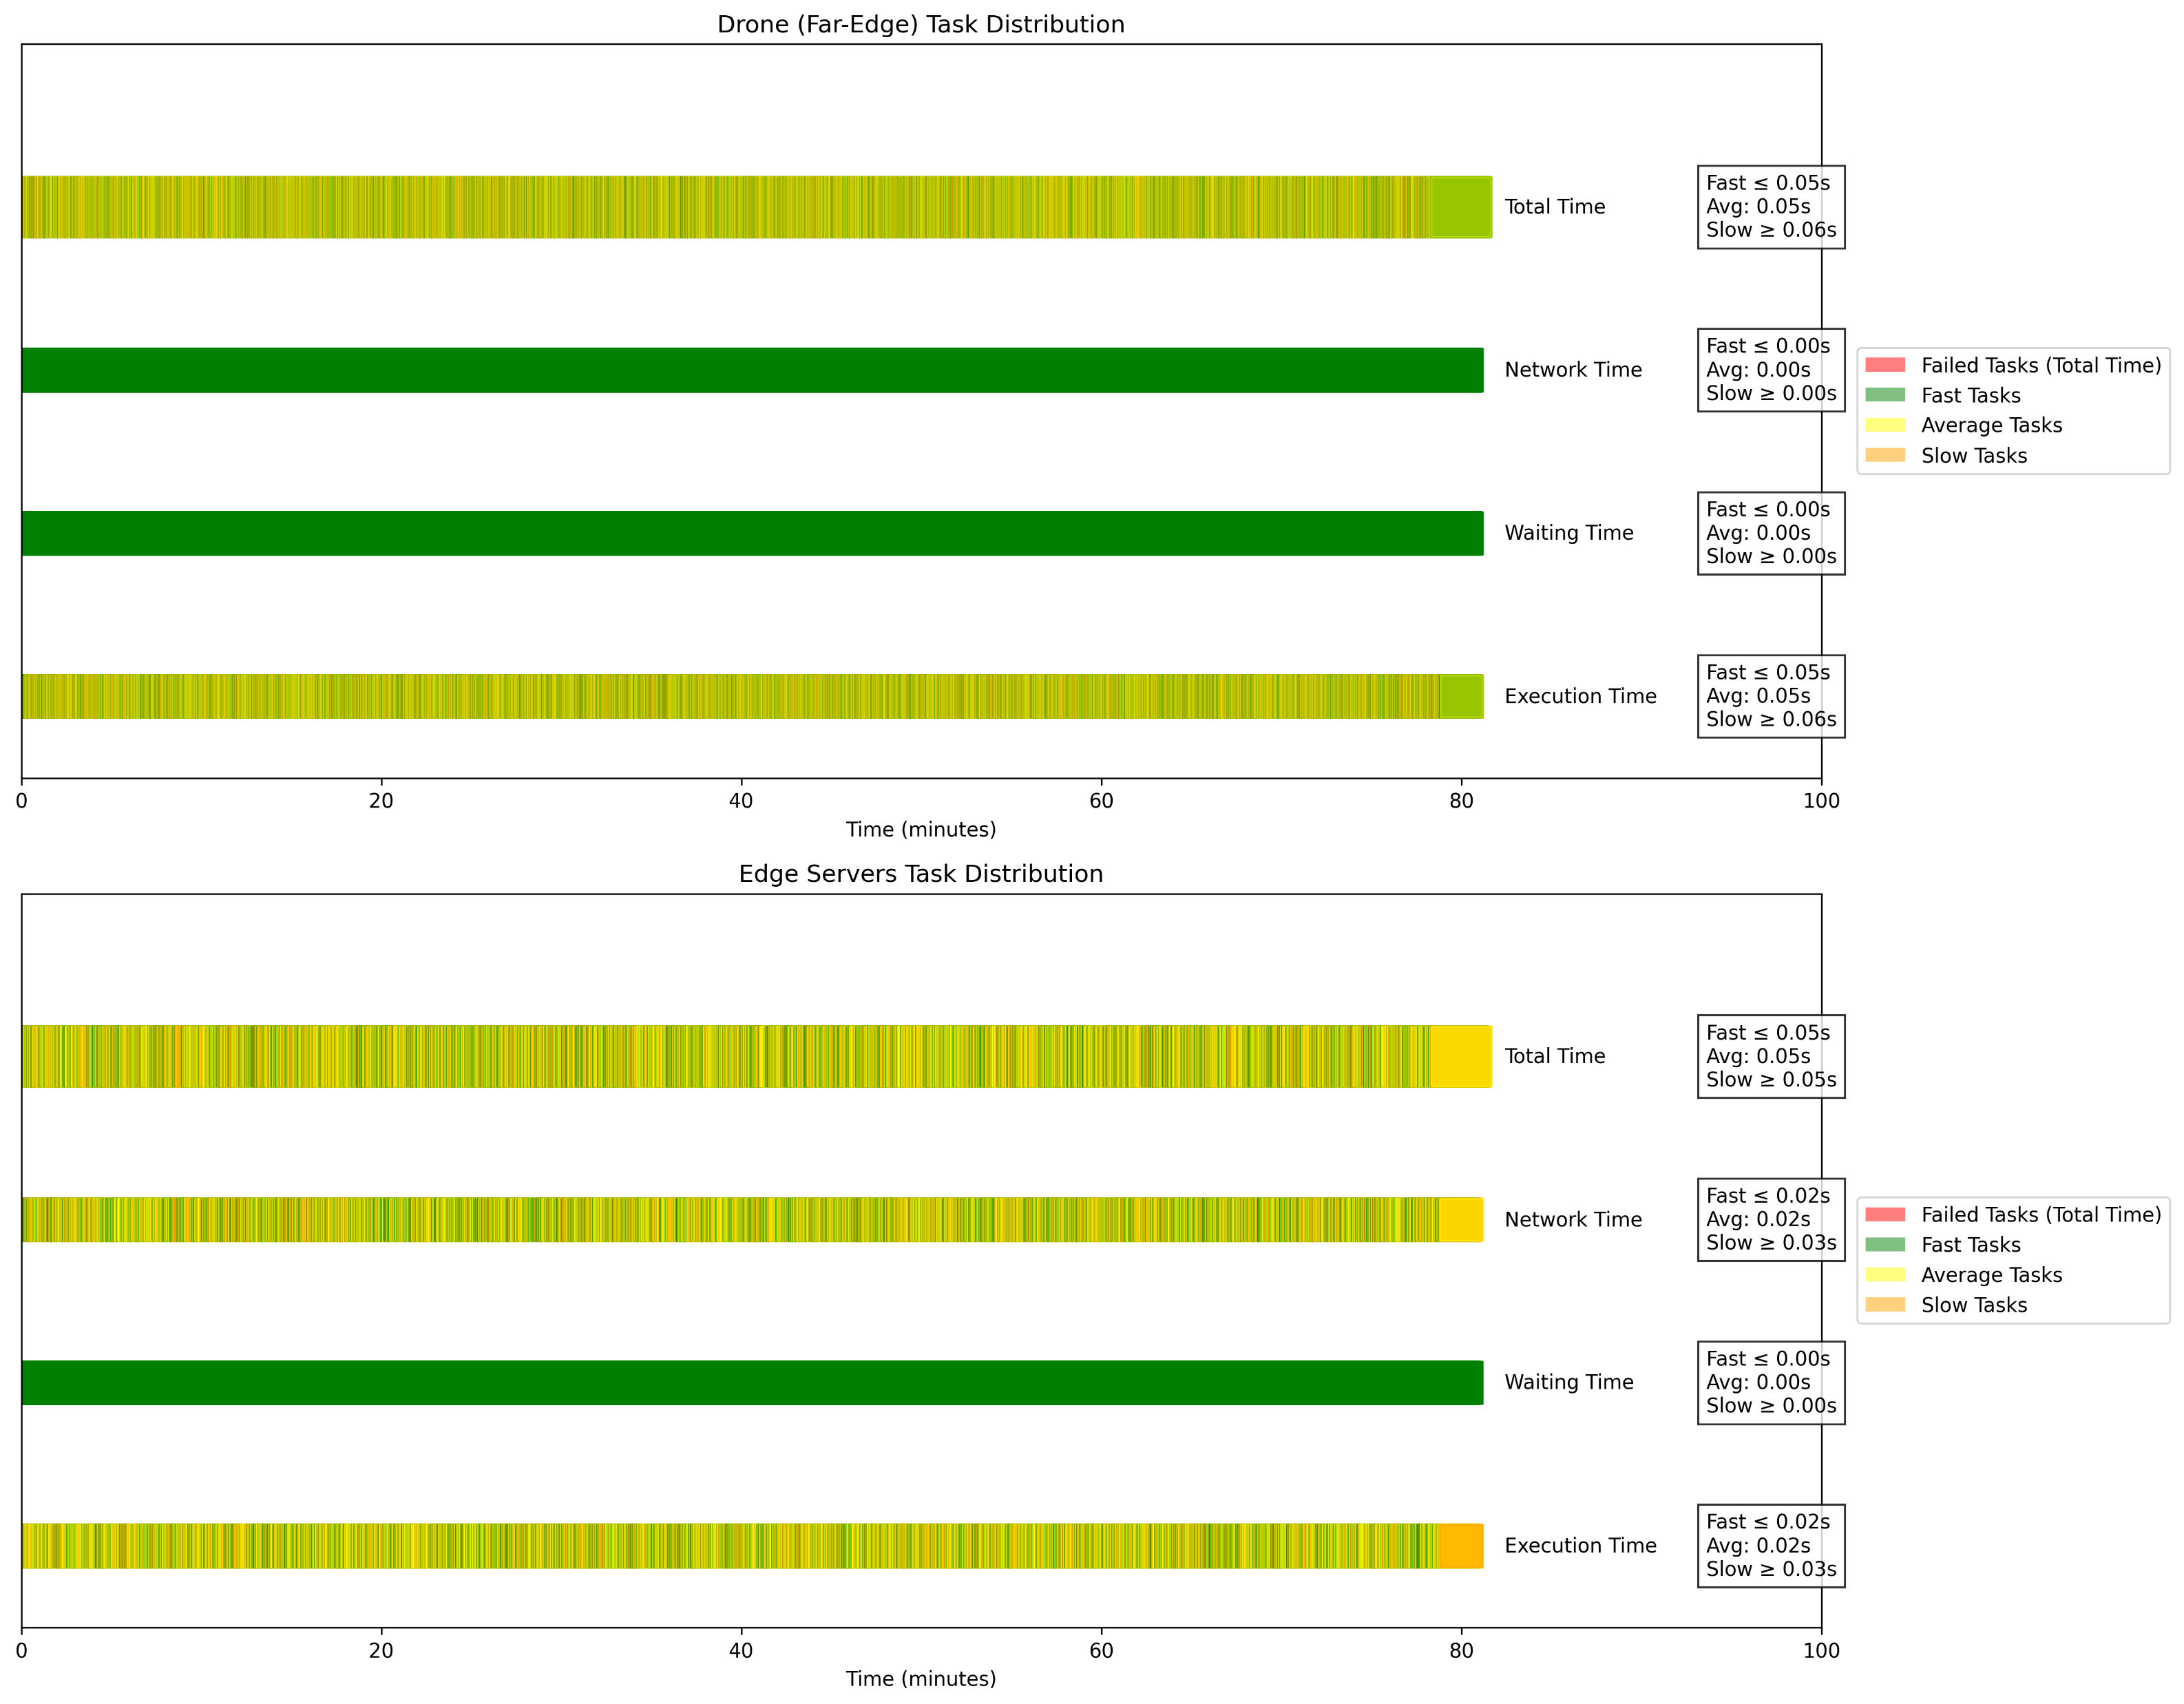 Drone (Far-Edge) Task Distribution
Total Time
Fast ≤ 0.05s
Avg: 0.05s
Slow ≥ 0.06s
Network Time
Fast ≤ 0.00s
Avg: 0.00s
Slow ≥ 0.00s
Failed Tasks (Total Time)
Fast Tasks
Average Tasks
Slow Tasks
Waiting Time
Fast ≤ 0.00s
Avg: 0.00s
Slow ≥ 0.00s
Execution Time
Fast ≤ 0.05s
Avg: 0.05s
Slow ≥ 0.06s
0 20 40 60 80 100
Time (minutes)
Edge Servers Task Distribution
Total Time
Fast ≤ 0.05s
Avg: 0.05s
Slow ≥ 0.05s
Network Time
Fast ≤ 0.02s
Avg: 0.02s
Slow ≥ 0.03s
Failed Tasks (Total Time)
Fast Tasks
Average Tasks
Slow Tasks
Waiting Time
Fast ≤ 0.00s
Avg: 0.00s
Slow ≥ 0.00s
Execution Time
Fast ≤ 0.02s
Avg: 0.02s
Slow ≥ 0.03s
0 20 40 60 80 100
Time (minutes)